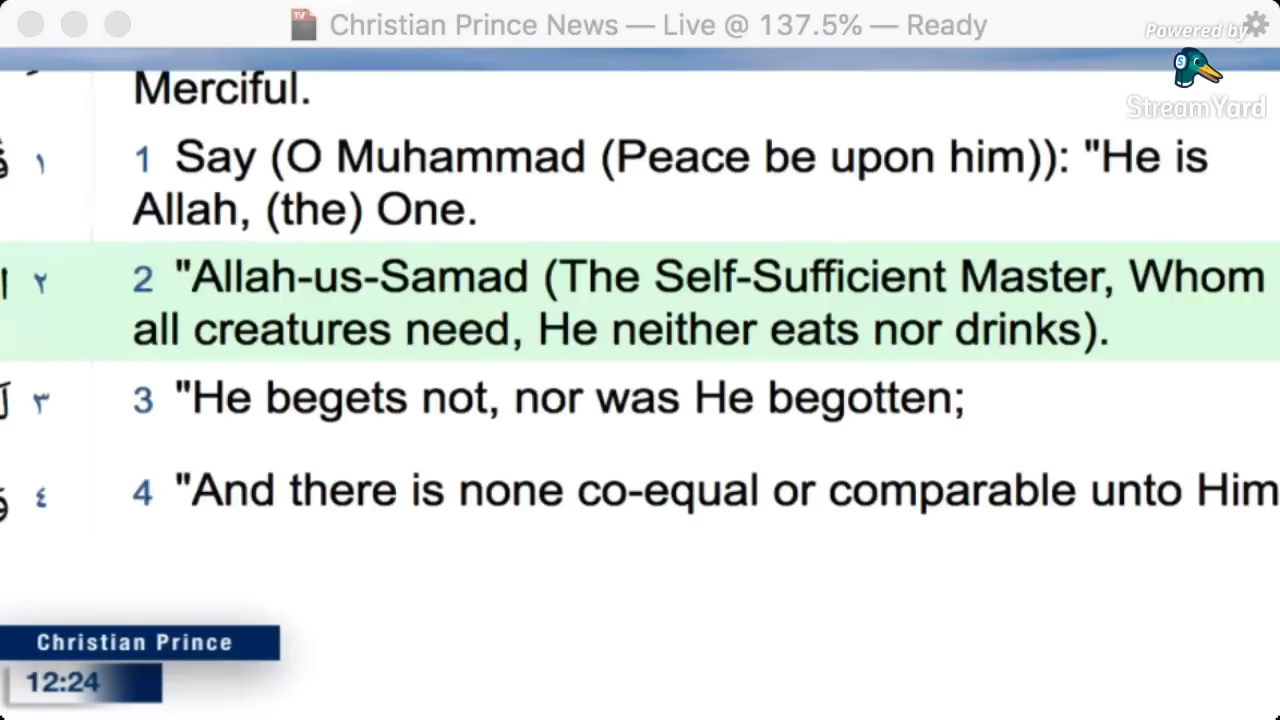 Christian Prince News — Live @ 137.5% — Ready
Powered by
StreamYard
Merciful.
١ 1 Say (O Muhammad (Peace be upon him)): "He is
Allah, (the) One.
٢ 2 "Allah-us-Samad (The Self-Sufficient Master, Whom
all creatures need, He neither eats nor drinks).
٣ 3 "He begets not, nor was He begotten;
٤ 4 "And there is none co-equal or comparable unto Him
Christian Prince
12:24